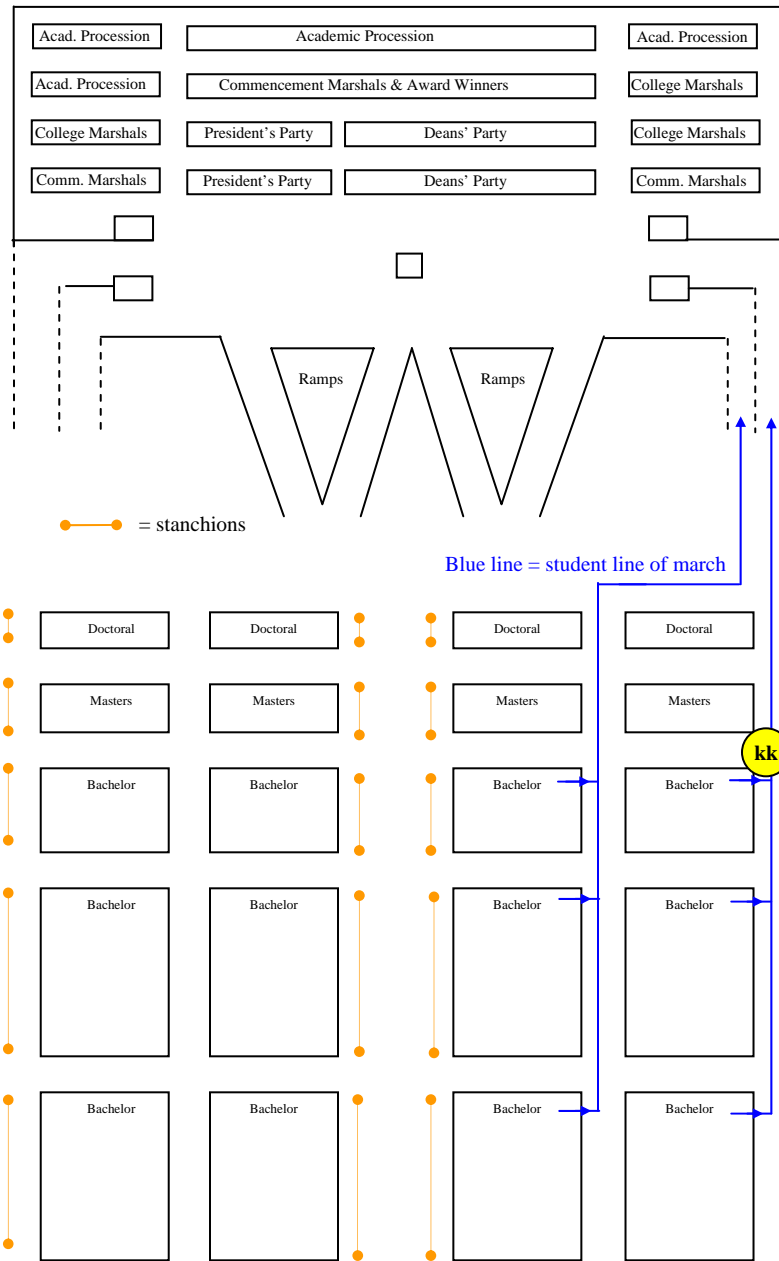 Acad. Procession Academic Procession Acad. Procession
Acad. Procession Commencement Marshals & Award Winners College Marshals
College Marshals President's Party Deans' Party College Marshals
Comm. Marshals President's Party Deans' Party Comm. Marshals
Ramps Ramps
= stanchions
Blue line = student line of march
Doctoral Doctoral Doctoral Doctoral
Masters Masters Masters Masters
kk
Bachelor Bachelor Bachelor Bachelor
Bachelor Bachelor Bachelor Bachelor
Bachelor Bachelor Bachelor Bachelor